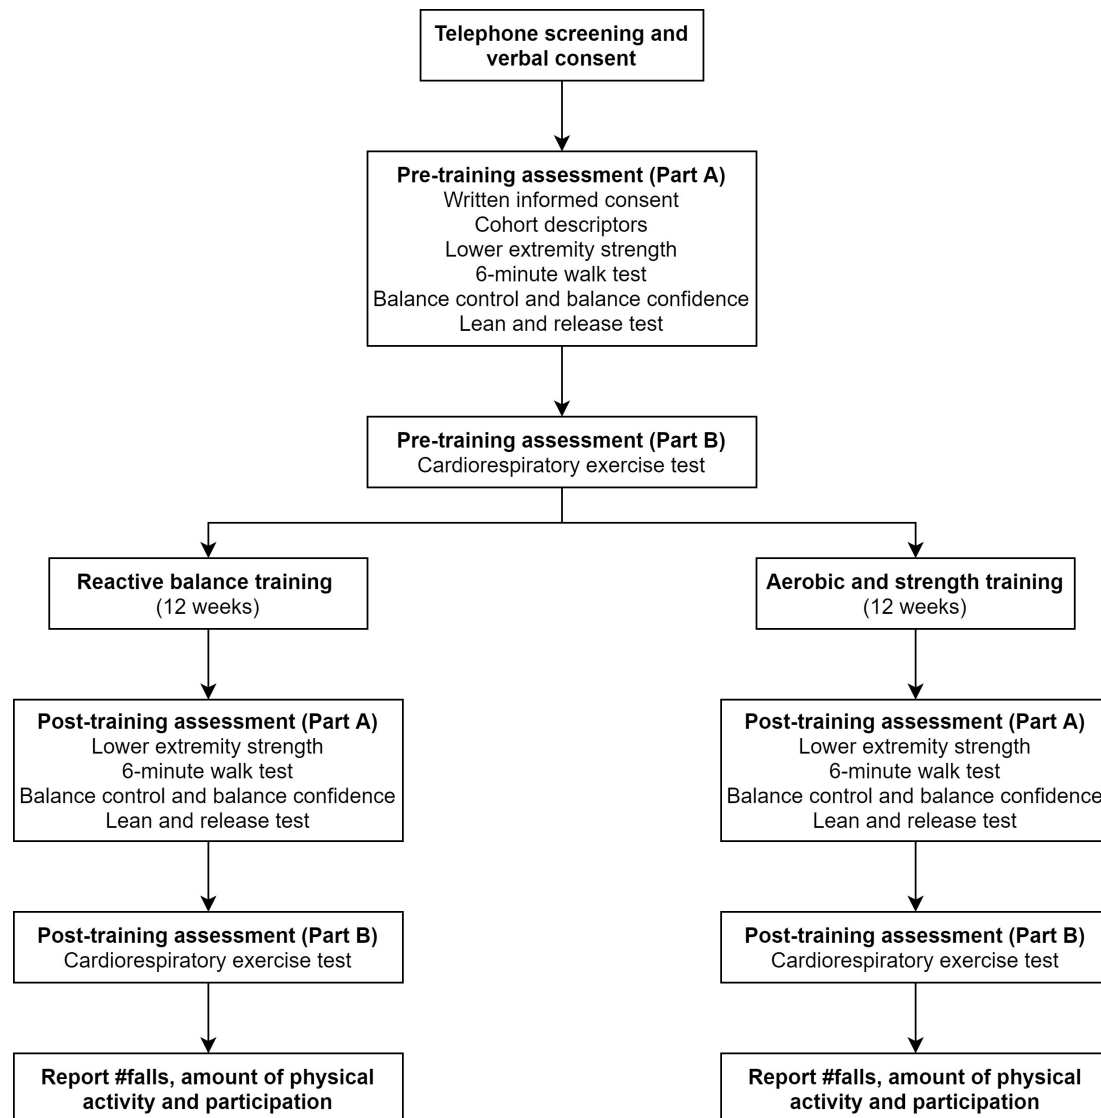 Telephone screening and
verbal consent
Pre-training assessment (Part A)
Written informed consent
Cohort descriptors
Lower extremity strength
6-minute walk test
Balance control and balance confidence
Lean and release test
Pre-training assessment (Part B)
Cardiorespiratory exercise test
Reactive balance training
(12 weeks)
Post-training assessment (Part A)
Lower extremity strength
6-minute walk test
Balance control and balance confidence
Lean and release test
Post-training assessment (Part B)
Cardiorespiratory exercise test
Report #falls, amount of physical
activity and participation
Aerobic and strength training
(12 weeks)
Post-training assessment (Part A)
Lower extremity strength
6-minute walk test
Balance control and balance confidence
Lean and release test
Post-training assessment (Part B)
Cardiorespiratory exercise test
Report #falls, amount of physical
activity and participation